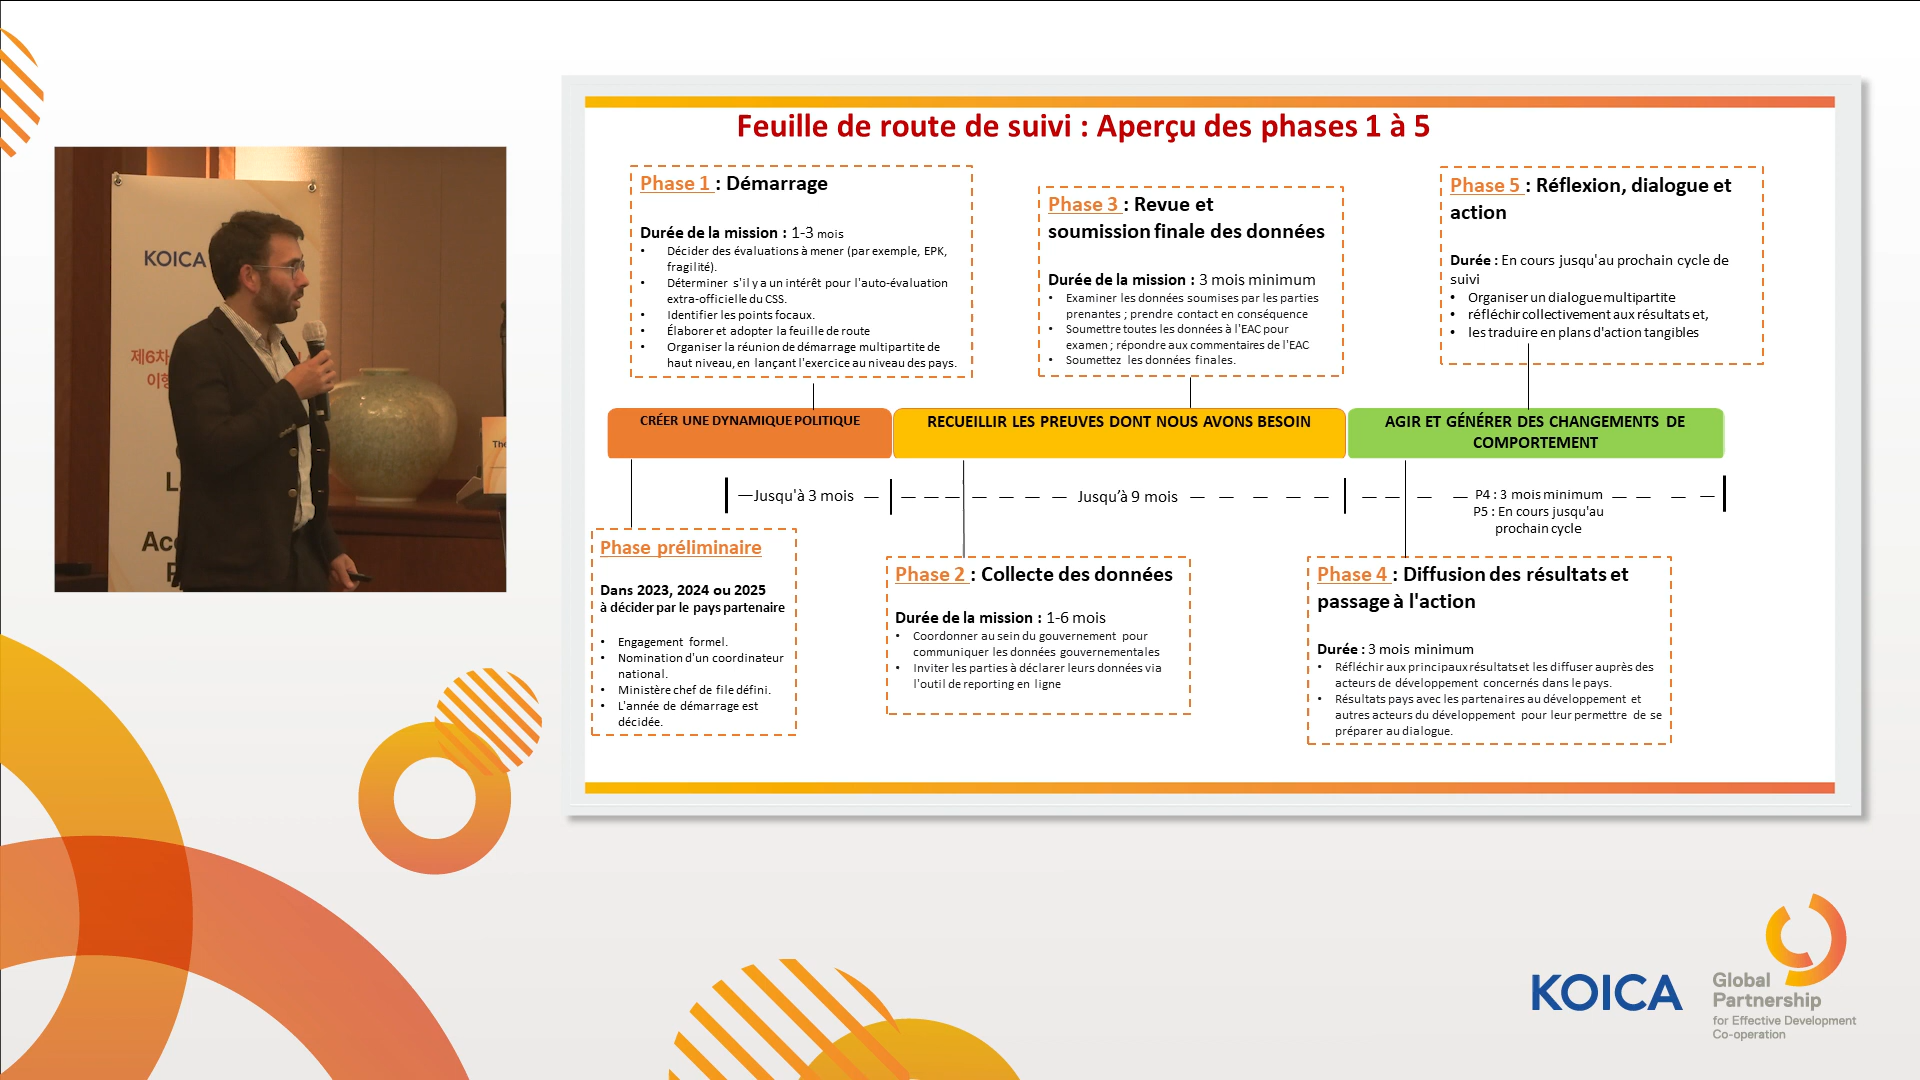 Feuille de route de suivi : Aperçu des phases 1 à 5
Phase 1 : Démarrage
Durée de la mission : 1-3 mois
• Décider des évaluations à mener (par exemple, EPK,
fragilité).
• Déterminer s'il y a un intérêt pour l'auto-évaluation
extra-officielle du CSS.
• Identifier les points focaux.
• Élaborer et adopter la feuille de route
• Organiser la réunion de démarrage multipartite de
haut niveau, en lançant l'exercice au niveau des pays.
Phase 3 : Revue et
soumission finale des données
Durée de la mission : 3 mois minimum
• Examiner les données soumises par les parties
prenantes ; prendre contact en conséquence
• Soumettre toutes les données à l'EAC pour
examen ; répondre aux commentaires de l'EAC
• Soumettez les données finales.
Phase 5 : Réflexion, dialogue et
action
Durée : En cours jusqu'au prochain cycle de
suivi
• Organiser un dialogue multipartite
• réfléchir collectivement aux résultats et,
• les traduire en plans d'action tangibles
CRÉER UNE DYNAMIQUE POLITIQUE
RECUEILLIR LES PREUVES DONT NOUS AVONS BESOIN
AGIR ET GÉNÉRER DES CHANGEMENTS DE
COMPORTEMENT
Jusqu'à 3 mois
Jusqu'à 9 mois
P4 : 3 mois minimum
P5 : En cours jusqu'au
prochain cycle
Phase préliminaire
Dans 2023, 2024 ou 2025
à décider par le pays partenaire
• Engagement formel.
• Nomination d'un coordinateur
national.
• Ministère chef de file défini.
• L'année de démarrage est
décidée.
Phase 2 : Collecte des données
Durée de la mission : 1-6 mois
• Coordonner au sein du gouvernement pour
communiquer les données gouvernementales
• Inviter les parties à déclarer leurs données via
l'outil de reporting en ligne
Phase 4 : Diffusion des résultats et
passage à l'action
Durée : 3 mois minimum
• Réfléchir aux principaux résultats et les diffuser auprès des
acteurs de développement concernés dans le pays.
• Résultats pays avec les partenaires au développement et
autres acteurs du développement pour leur permettre de se
préparer au dialogue.
KOICA
제6차
이행
KOICA
Global
Partnership
for Effective Development
Co-operation